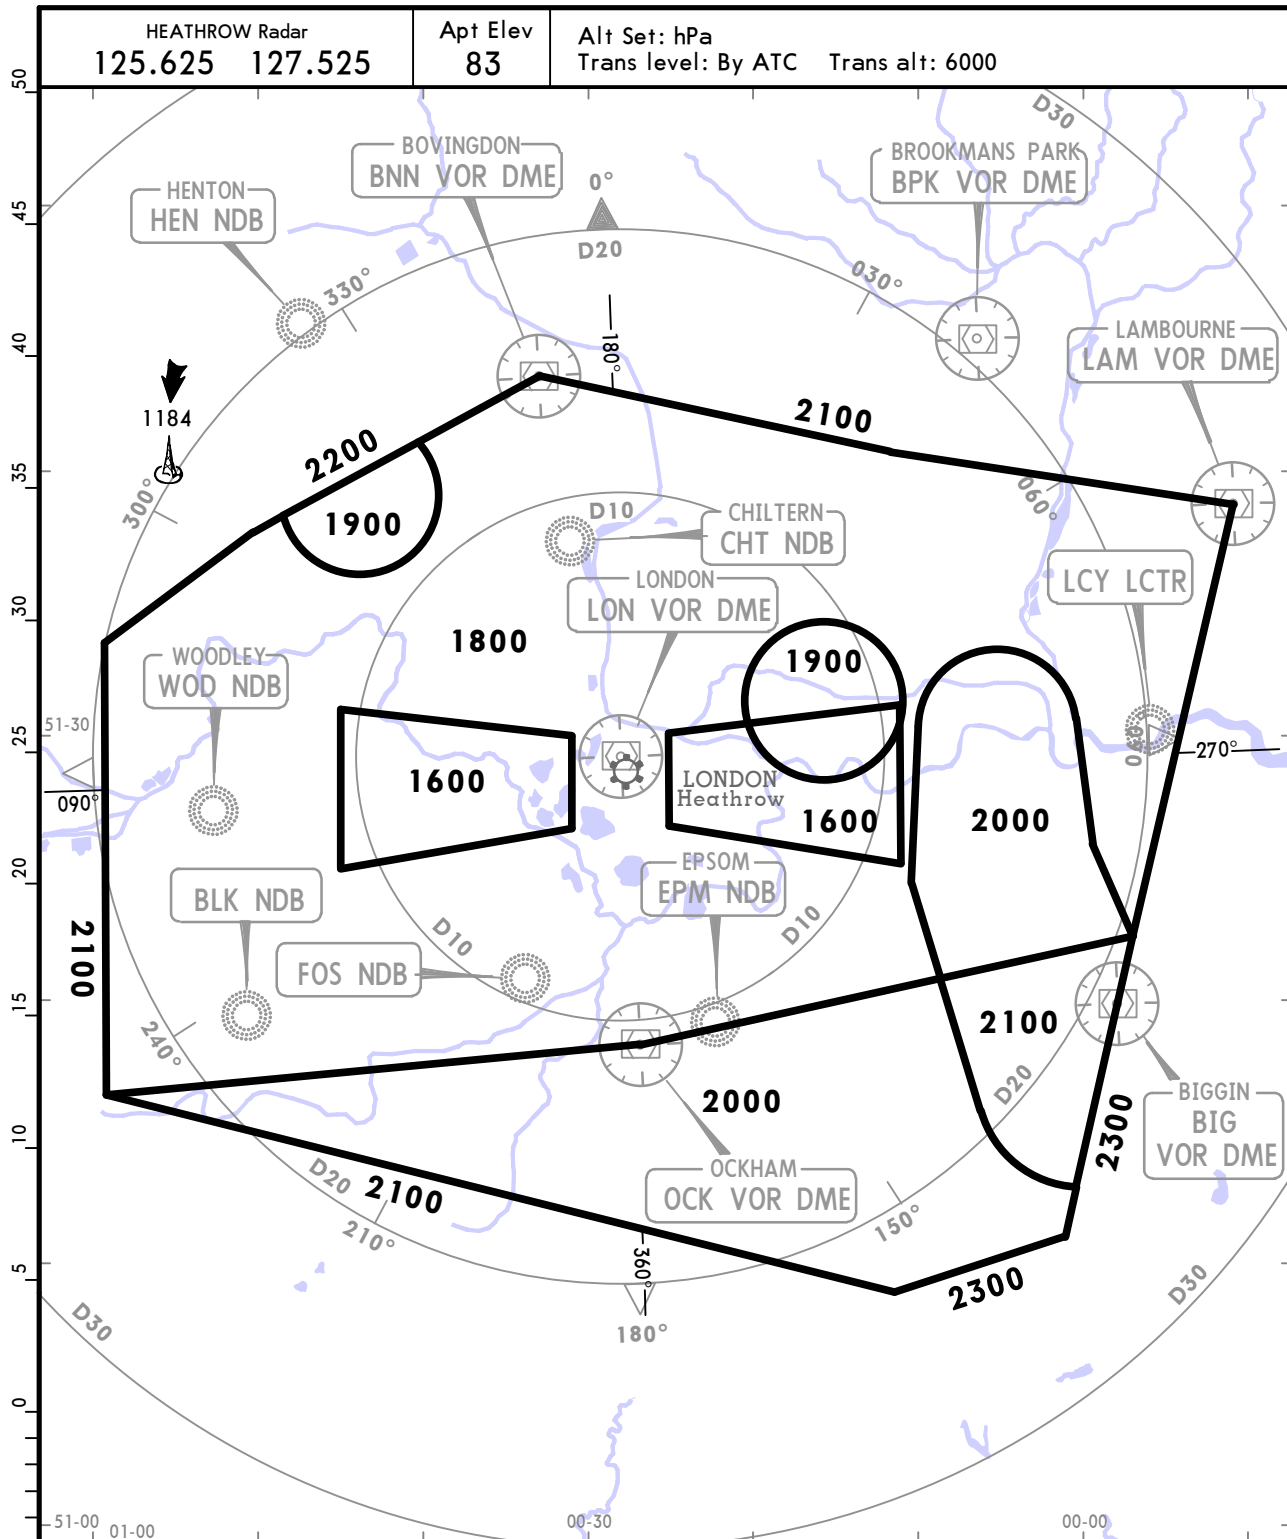 HEATHROW Radar
125.625 127.525
Apt Elev
83
Alt Set: hPa
Trans level: By ATC Trans alt: 6000
50
45
40
35
30
25
20
15
10
5
0
D30
BOVINGDON
BNN VOR DME
BROOKMANS PARK
BPK VOR DME
HENTON
HEN NDB
0°
D20
330°
030°
180°
LAMBOURNE
LAM VOR DME
1184
2200
2100
300°
060°
1900
D10
CHILTERN
CHT NDB
LONDON
LON VOR DME
LCY LCTR
1800
1900
WOODLEY
WOD NDB
51-30
090°
270°
090
1600
LONDON
Heathrow
1600
2000
BLK NDB
EPSOM
EPM NDB
2100
D10
D10
FOS NDB
240°
2100
D20
2000
BIGGIN
BIG
VOR DME
2300
OCKHAM
OCK VOR DME
D20
2100
210°
150°
360°
2300
D30
D30
180°
51-00
01-00
00-30
00-00